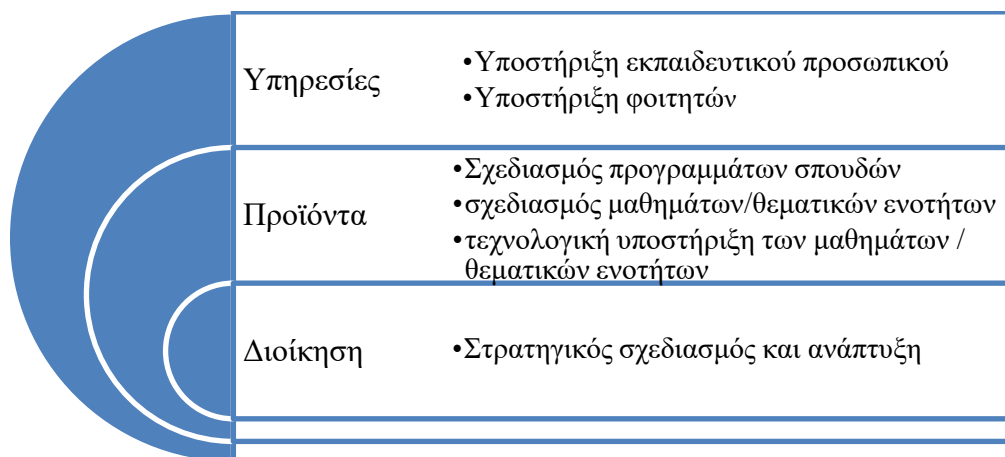 Υπηρεσίες
•Υποστήριξη εκπαιδευτικού προσωπικού
•Υποστήριξη φοιτητών
Προϊόντα
•Σχεδιασμός προγραμμάτων σπουδών
•σχεδιασμός μαθημάτων/θεματικών ενοτήτων
•τεχνολογική υποστήριξη των μαθημάτων /
θεματικών ενοτήτων
Διοίκηση
•Στρατηγικός σχεδιασμός και ανάπτυξη